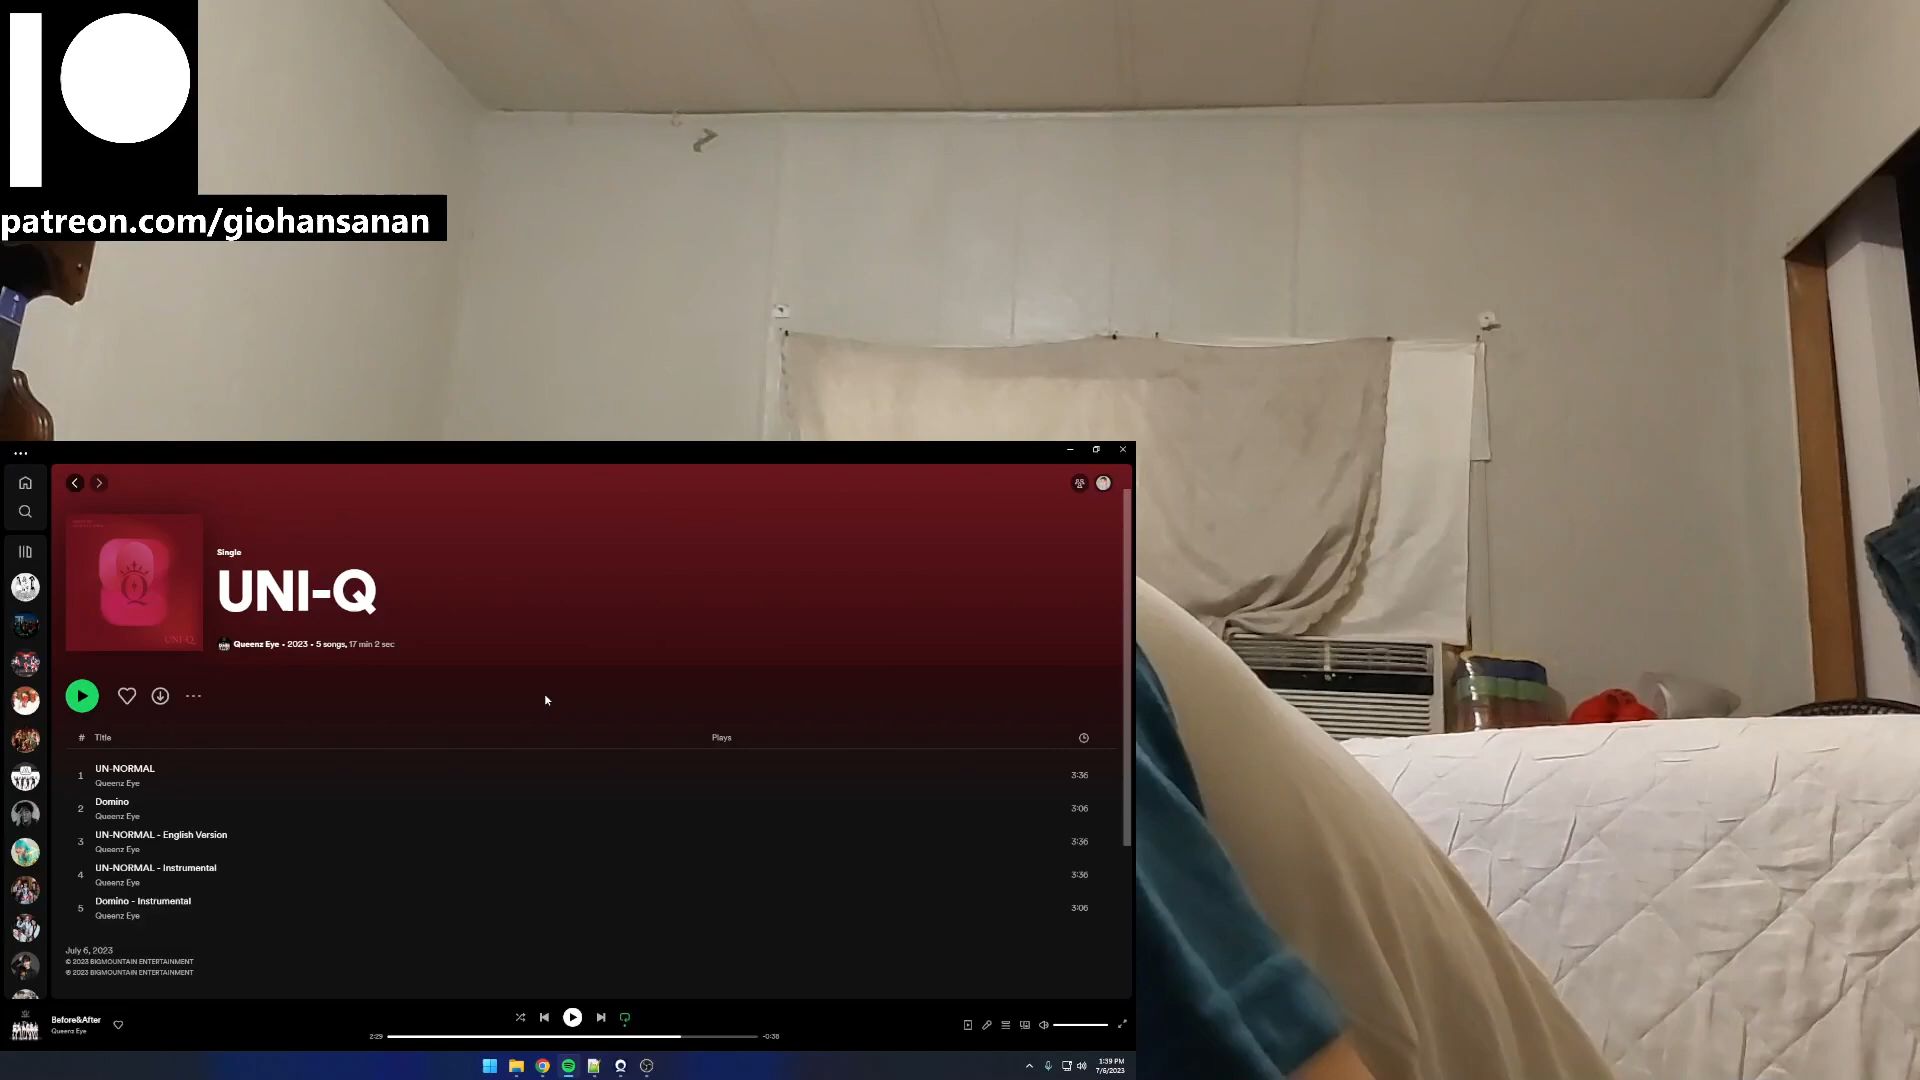 patreon.com/giohansanan
Single
UNI-Q
Queenz Eye • 2023 • 5 songs, 17 min 2 sec
# Title Plays
1 UN-NORMAL 3:36
Queenz Eye
2 Domino 3:06
Queenz Eye
3 UN-NORMAL - English Version 3:36
Queenz Eye
4 UN-NORMAL - Instrumental 3:36
Queenz Eye
5 Domino - Instrumental 3:06
Queenz Eye
July 6, 2023
© 2023 BIGMOUNTAIN ENTERTAINMENT
℗ 2023 BIGMOUNTAIN ENTERTAINMENT
Before&After
Queenz Eye
2:29 -0:38
1:39 PM
7/6/2023
UNI-Q
Q